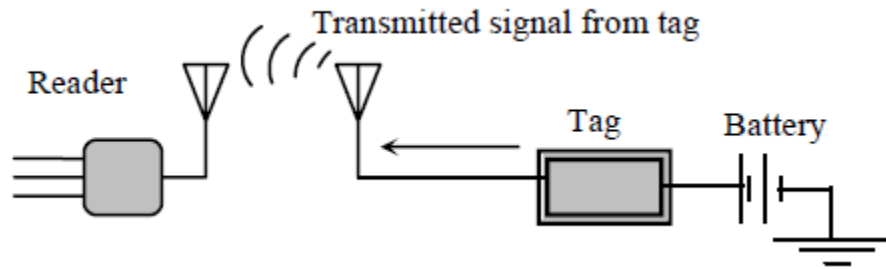 Transmitted signal from tag
Reader
Tag
Battery